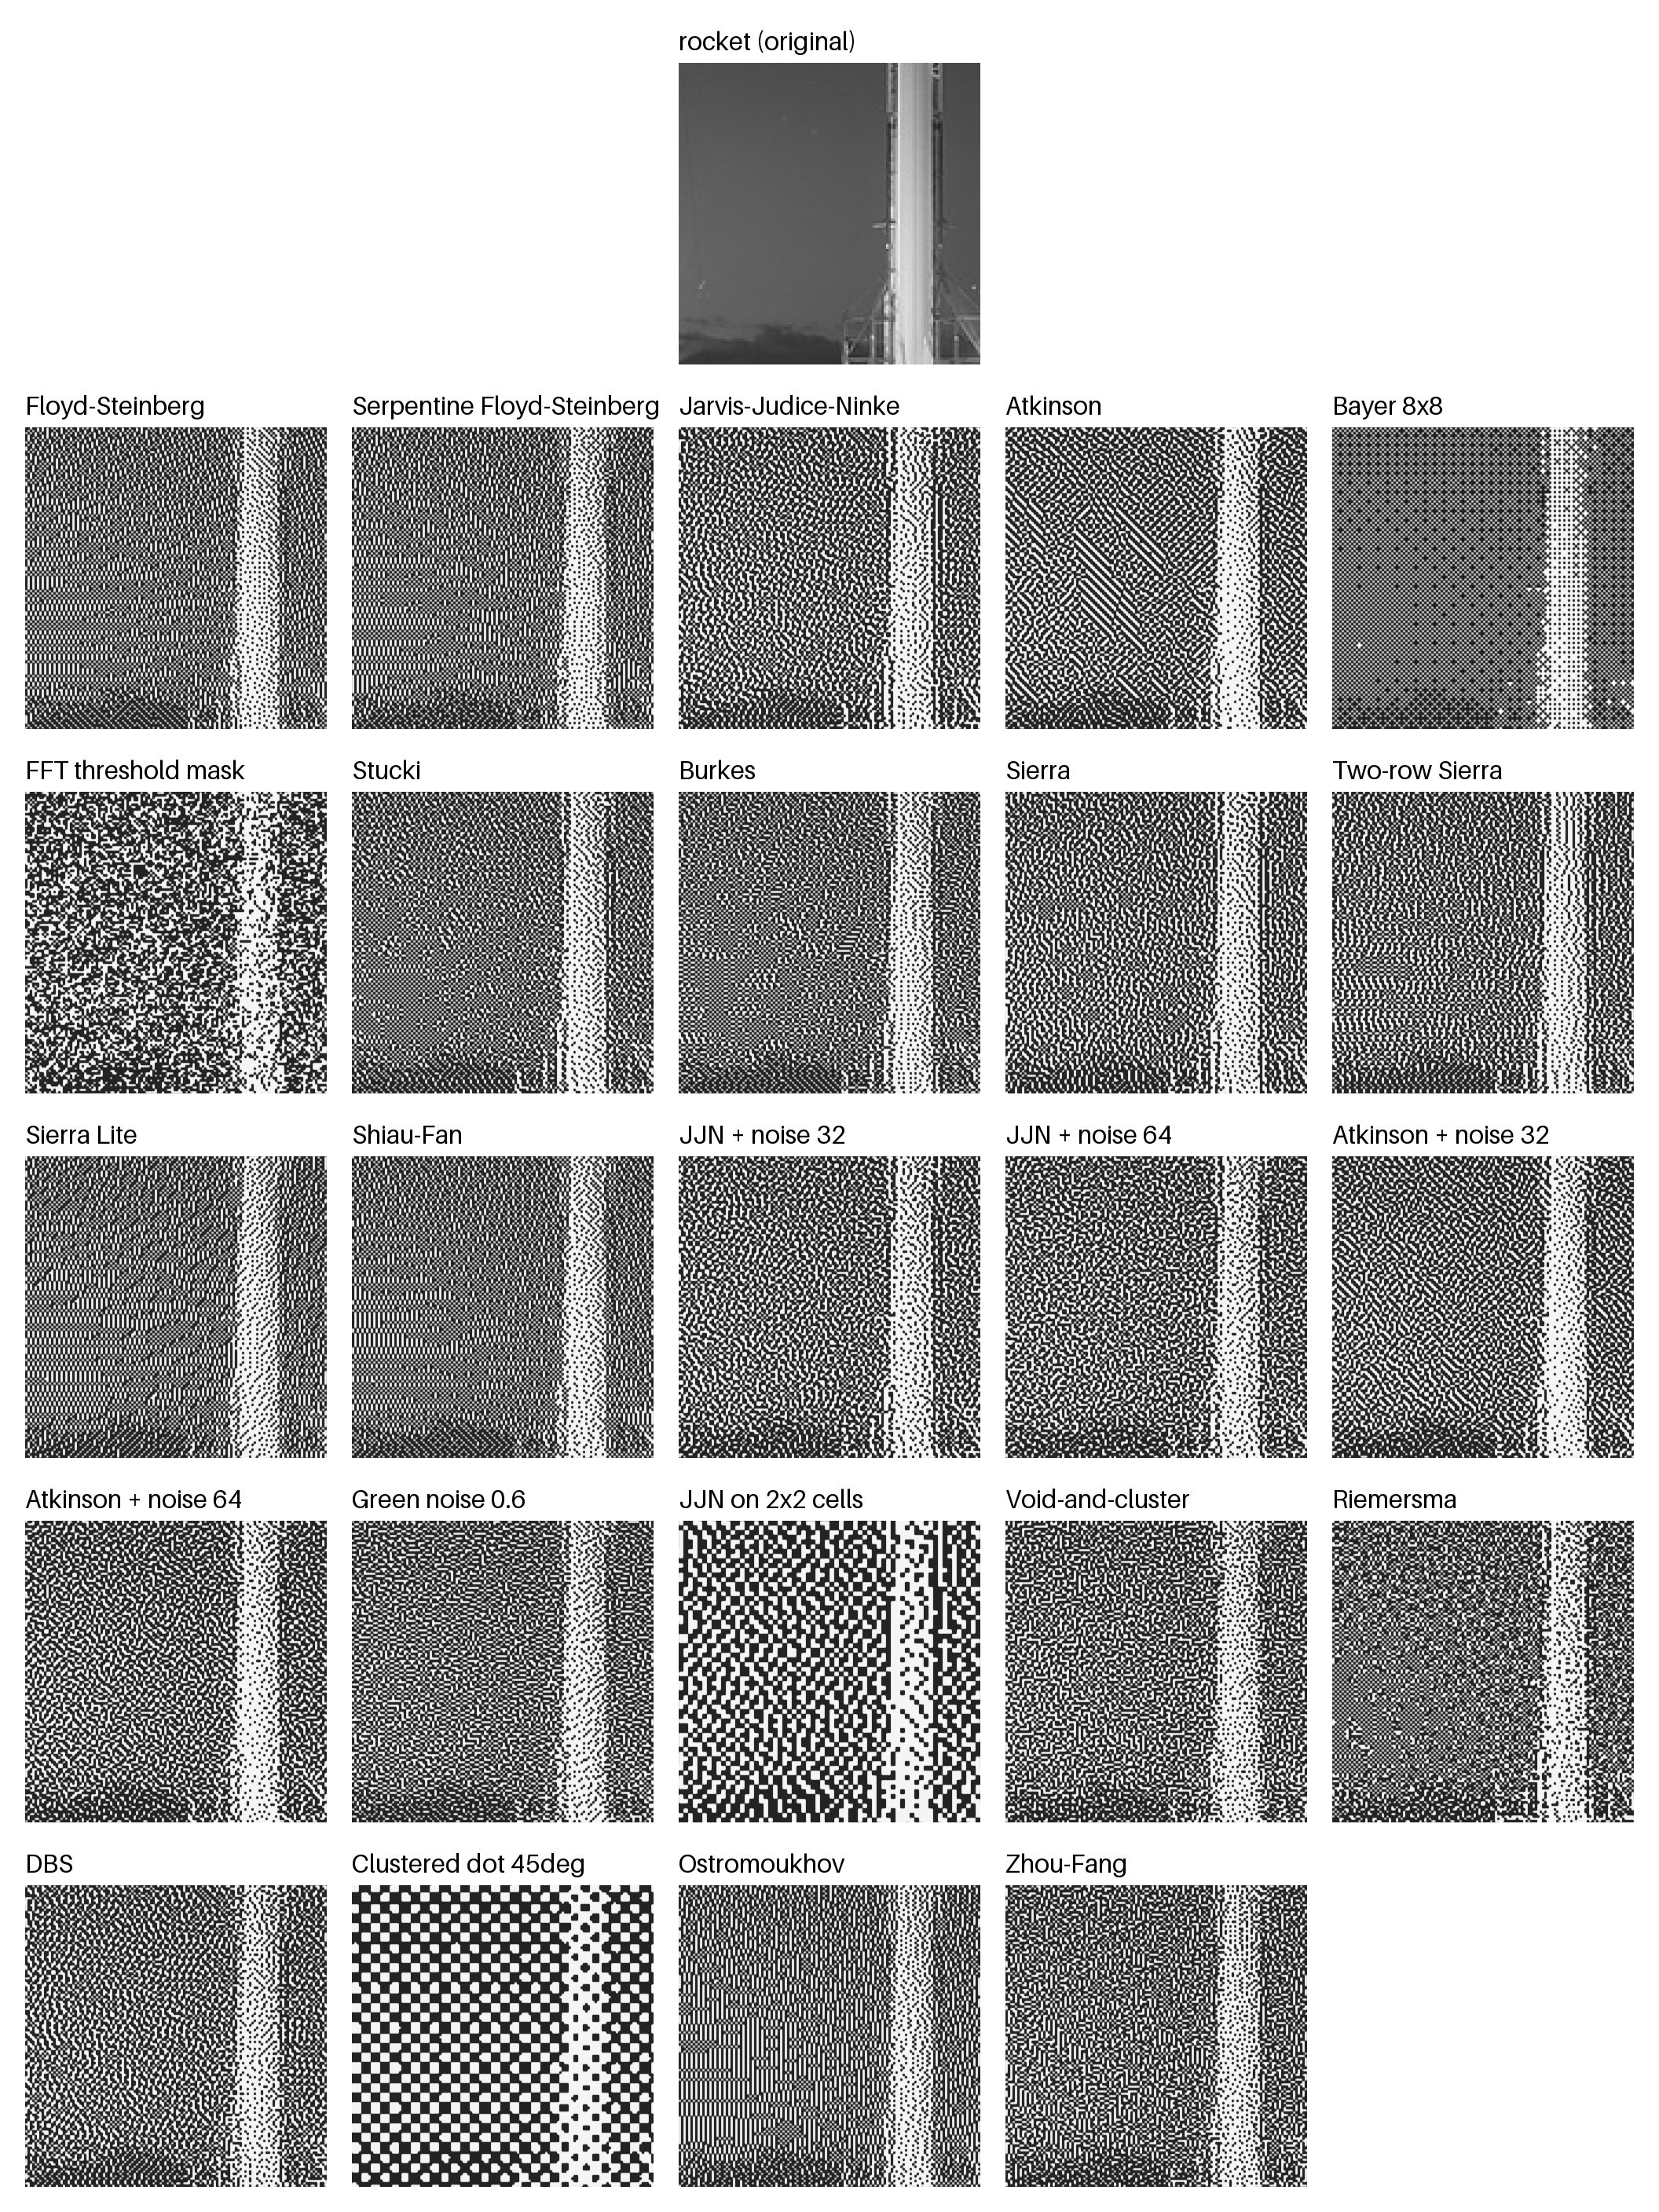 rocket (original)
Floyd-Steinberg
Serpentine Floyd-Steinberg
Jarvis-Judice-Ninke
Atkinson
Bayer 8x8
FFT threshold mask
Stucki
Burkes
Sierra
Two-row Sierra
Sierra Lite
Shiau-Fan
JJN + noise 32
JJN + noise 64
Atkinson + noise 32
Atkinson + noise 64
Green noise 0.6
JJN on 2x2 cells
Void-and-cluster
Riemersma
DBS
Clustered dot 45deg
Ostromoukhov
Zhou-Fang